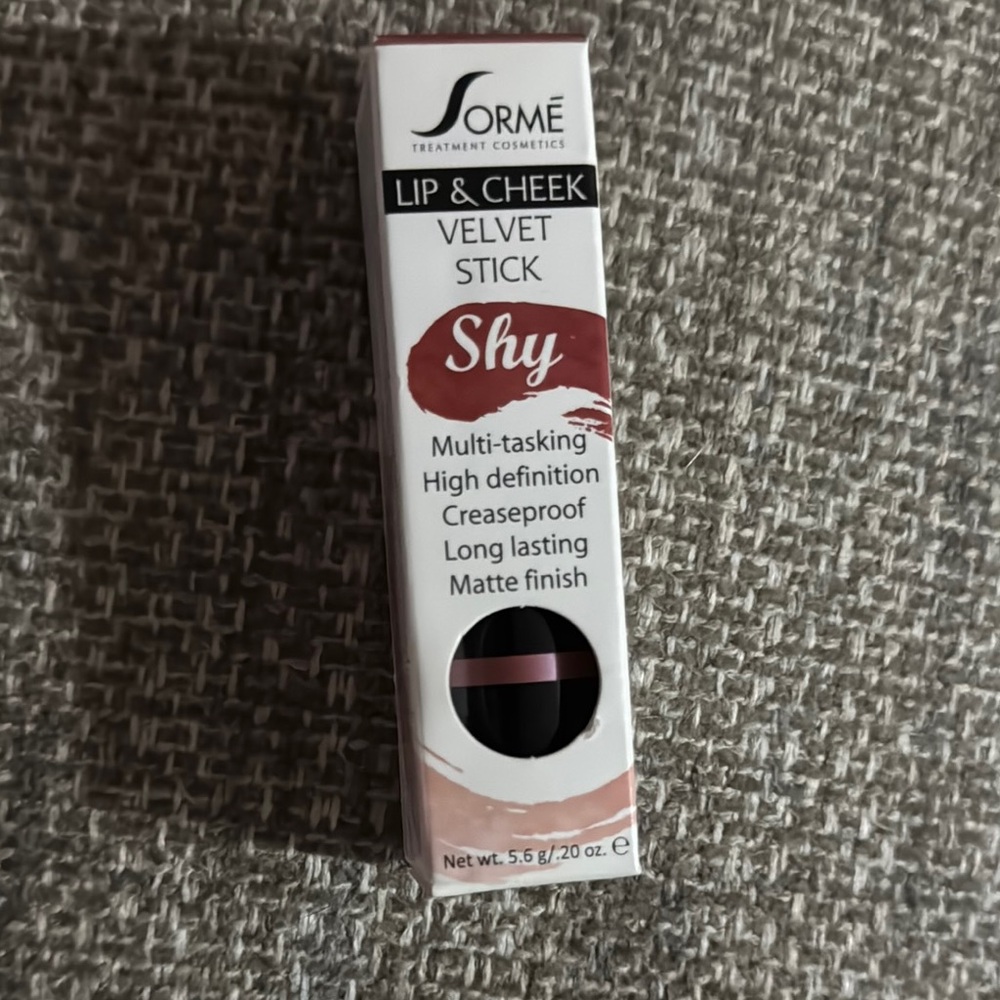 SORMĒ
TREATMENT COSMETICS
LIP & CHEEK
VELVET
STICK
Shy
Multi-tasking
High definition
Creaseproof
Long lasting
Matte finish
Net wt. 5.6 g/.20 oz. ℮